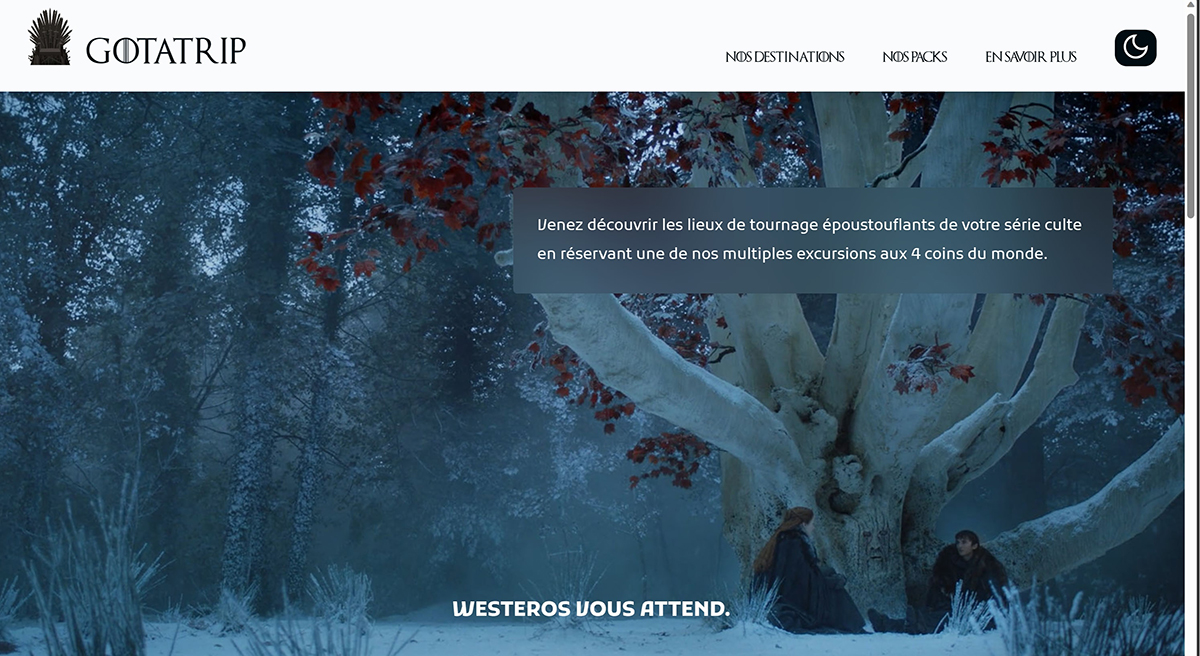 GOTATRIP
NOS DESTINATIONS
NOS PACKS
EN SAVOIR PLUS
Venez découvrir les lieux de tournage époustouflants de votre série culte
en réservant une de nos multiples excursions aux 4 coins du monde.
WESTEROS VOUS ATTEND.